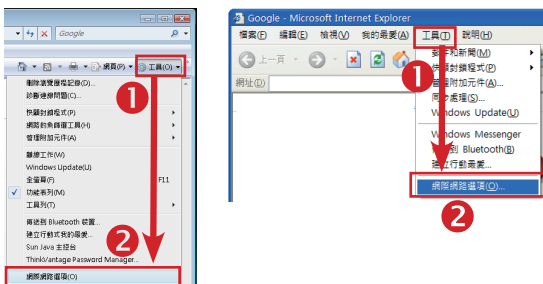 Google
網頁(P)
工具(O)
1
刪除瀏覽歷程記錄(D)...
診斷連線問題(C)...
快顯封鎖程式(P)
網路釣魚篩選工具(H)
管理附加元件(A)
離線工作(W)
Windows Update(U)
全螢幕(F) F11
功能表列(M)
工具列(T)
傳送到 Bluetooth 裝置...
建立行動式我的最愛...
Sun Java 主控台
2
ThinkVantage Password Manager...
網際網路選項(O)
Google - Microsoft Internet Explorer
檔案(F) 編輯(E) 檢視(V) 我的最愛(A) 工具(T) 說明(H)
上一頁
網址(D)
1
郵件和新聞(M)
快顯封鎖程式(P)
管理附加元件(A)...
同步處理(S)...
Windows Update(U)
Windows Messenger
到 Bluetooth(B)
建立行動最愛...
網際網路選項(O)...
2